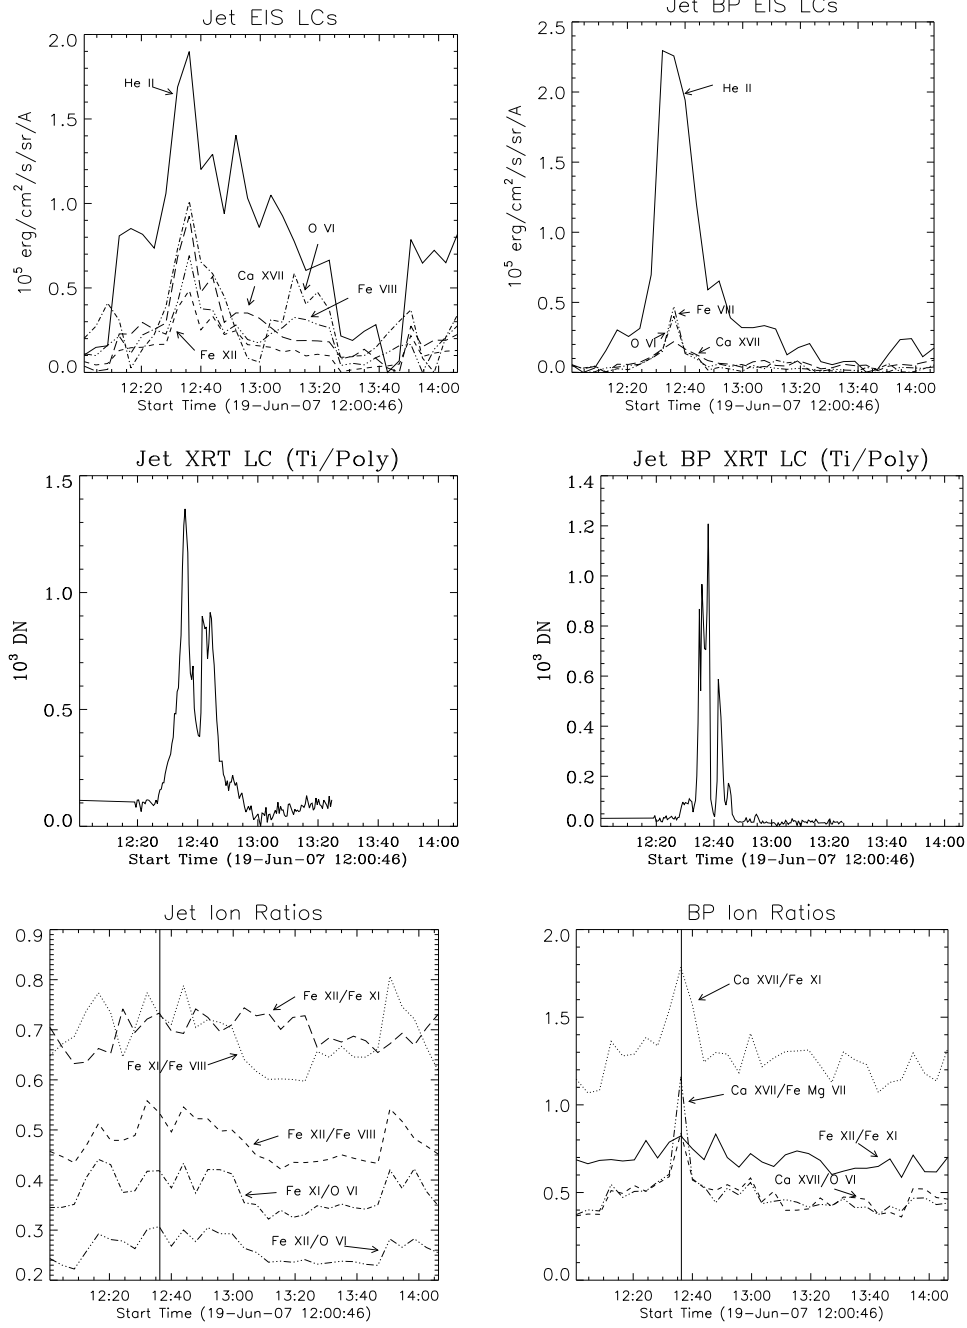 Jet EIS LCs
2.0
1.5
1.0
0.5
0.0
10⁵ erg/cm²/s/sr/A
He II
O VI
Ca XVII
Fe VIII
Fe XII
12:20 12:40 13:00 13:20 13:40 14:00
Start Time (19-Jun-07 12:00:46)
Jet BP EIS LCs
2.5
2.0
1.5
1.0
0.5
0.0
10⁵ erg/cm²/s/sr/A
He II
Fe VIII
O VI
Ca XVII
12:20 12:40 13:00 13:20 13:40 14:00
Start Time (19-Jun-07 12:00:46)
Jet XRT LC (Ti/Poly)
1.5
1.0
0.5
0.0
10³ DN
12:20 12:40 13:00 13:20 13:40 14:00
Start Time (19-Jun-07 12:00:46)
Jet BP XRT LC (Ti/Poly)
1.4
1.2
1.0
0.8
0.6
0.4
0.2
0.0
10³ DN
12:20 12:40 13:00 13:20 13:40 14:00
Start Time (19-Jun-07 12:00:46)
Jet Ion Ratios
0.9
0.8
0.7
0.6
0.5
0.4
0.3
0.2
Fe XII/Fe XI
Fe XI/Fe VIII
Fe XII/Fe VIII
Fe XI/O VI
Fe XII/O VI
12:20 12:40 13:00 13:20 13:40 14:00
Start Time (19-Jun-07 12:00:46)
BP Ion Ratios
2.0
1.5
1.0
0.5
0.0
Ca XVII/Fe XI
Ca XVII/Fe Mg VII
Fe XII/Fe XI
Ca XVII/O VI
12:20 12:40 13:00 13:20 13:40 14:00
Start Time (19-Jun-07 12:00:46)